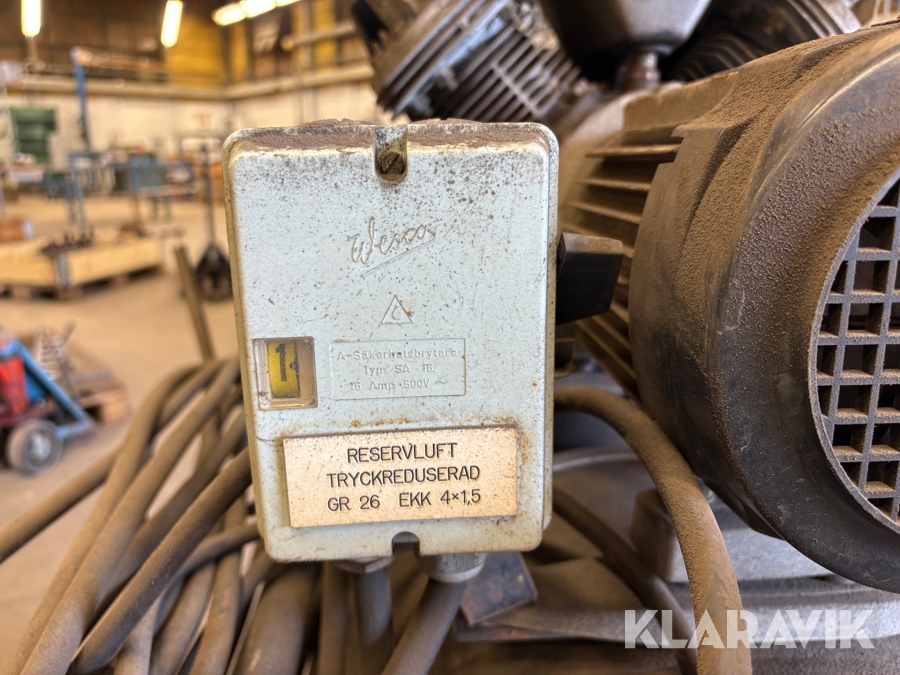 Wesco
1
A-Säkerhetsbrytare
Typ SA 16
16 Amp·500V ~
RESERVLUFT
TRYCKREDUSERAD
GR 26 EKK 4×1,5
KLARAVIK